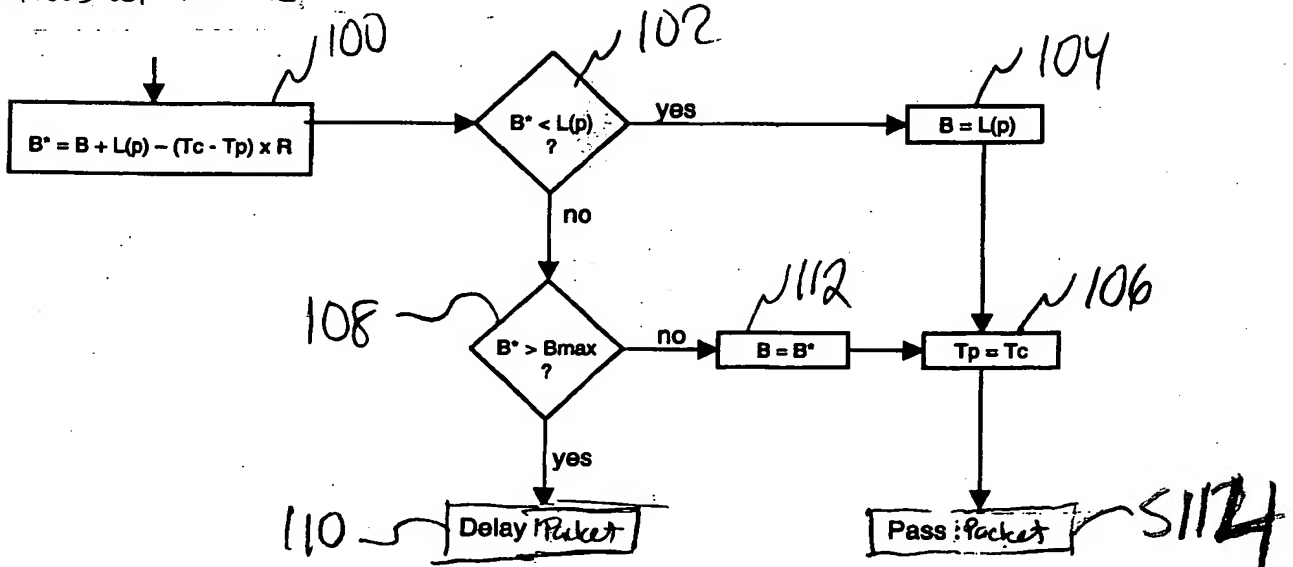 100
102
104
B* = B + L(p) – (Tc - Tp) x R
B* < L(p)
?
yes
B = L(p)
no
108
112
106
B* > Bmax
?
no
B = B*
Tp = Tc
yes
110
Delay Packet
Pass Packet